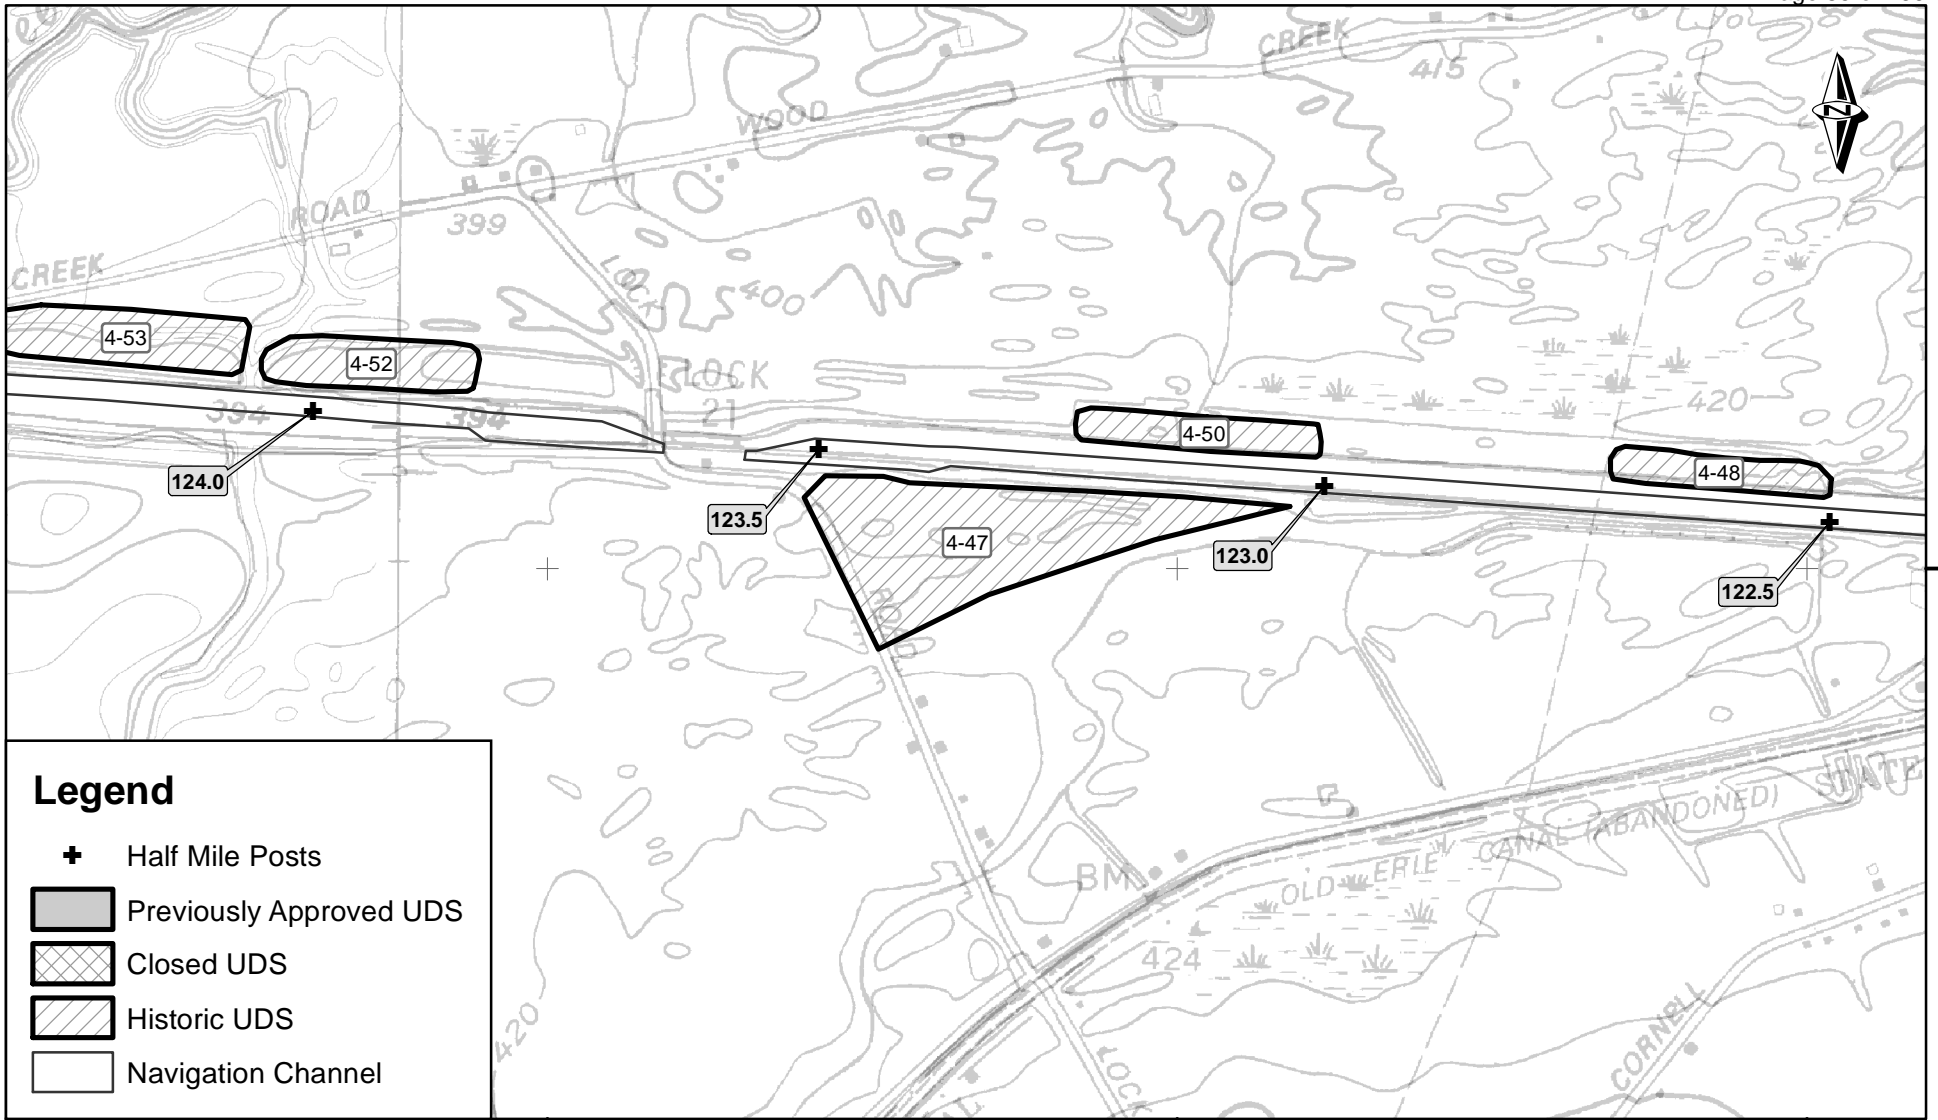 CREEK
415
WOOD
ROAD
399
CREEK
LOCK
400
4-53
4-52
LOCK
21
394
394
420
4-50
4-48
124.0
123.5
4-47
123.0
122.5
ROAD
STATE
OLD ERIE CANAL (ABANDONED)
BM
424
420
LOCK
CORNELL
N
Legend
Half Mile Posts
Previously Approved UDS
Closed UDS
Historic UDS
Navigation Channel